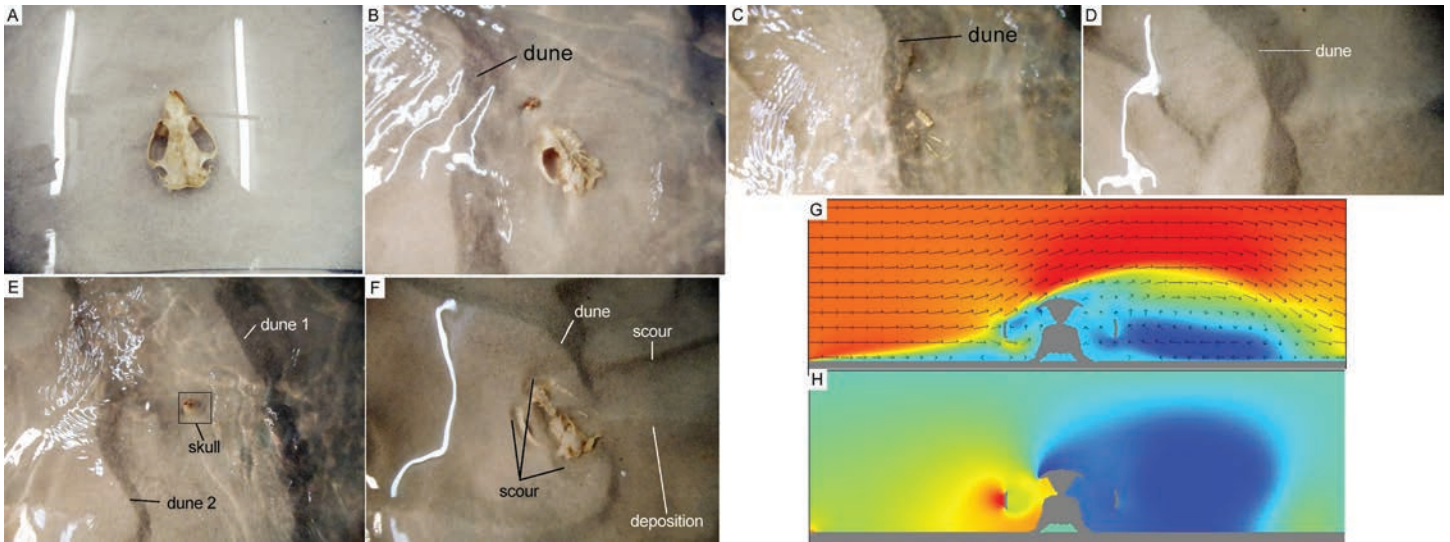 A
B
dune
C
dune
D
dune
E
dune 1
skull
dune 2
F
dune
scour
scour
deposition
G
H